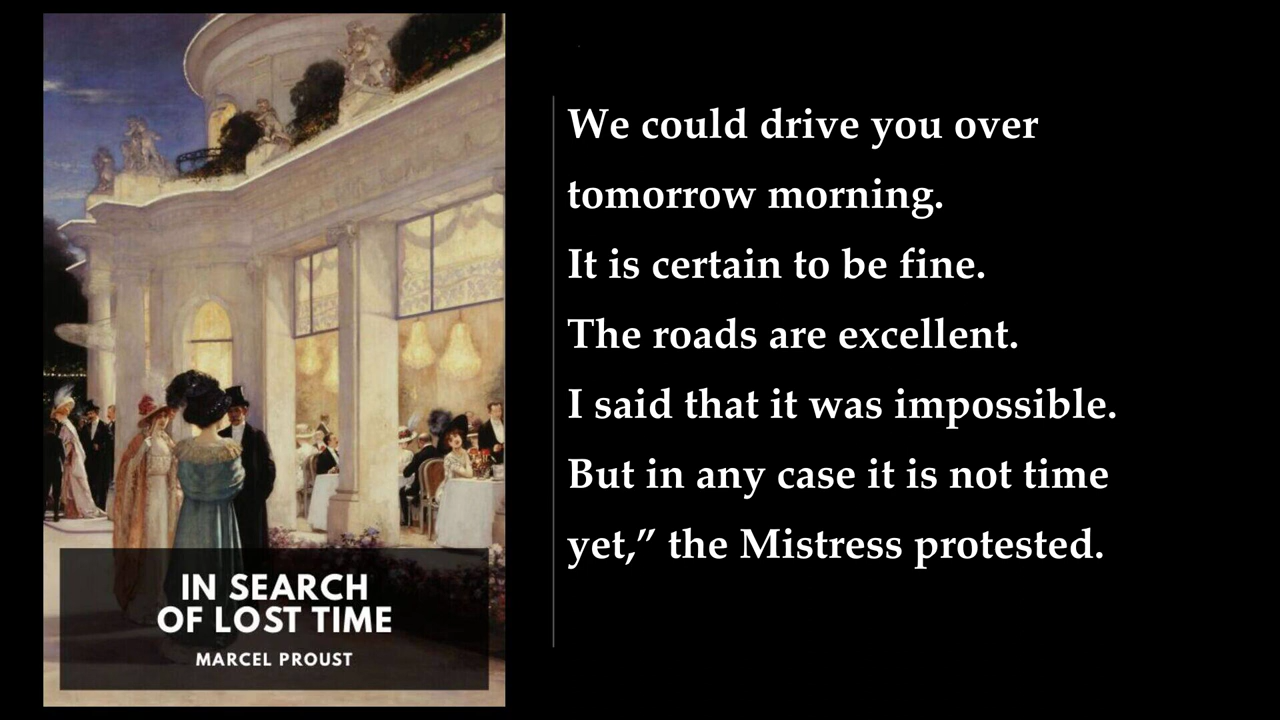 IN SEARCH
OF LOST TIME
MARCEL PROUST
We could drive you over
tomorrow morning.
It is certain to be fine.
The roads are excellent.
I said that it was impossible.
But in any case it is not time
yet,” the Mistress protested.